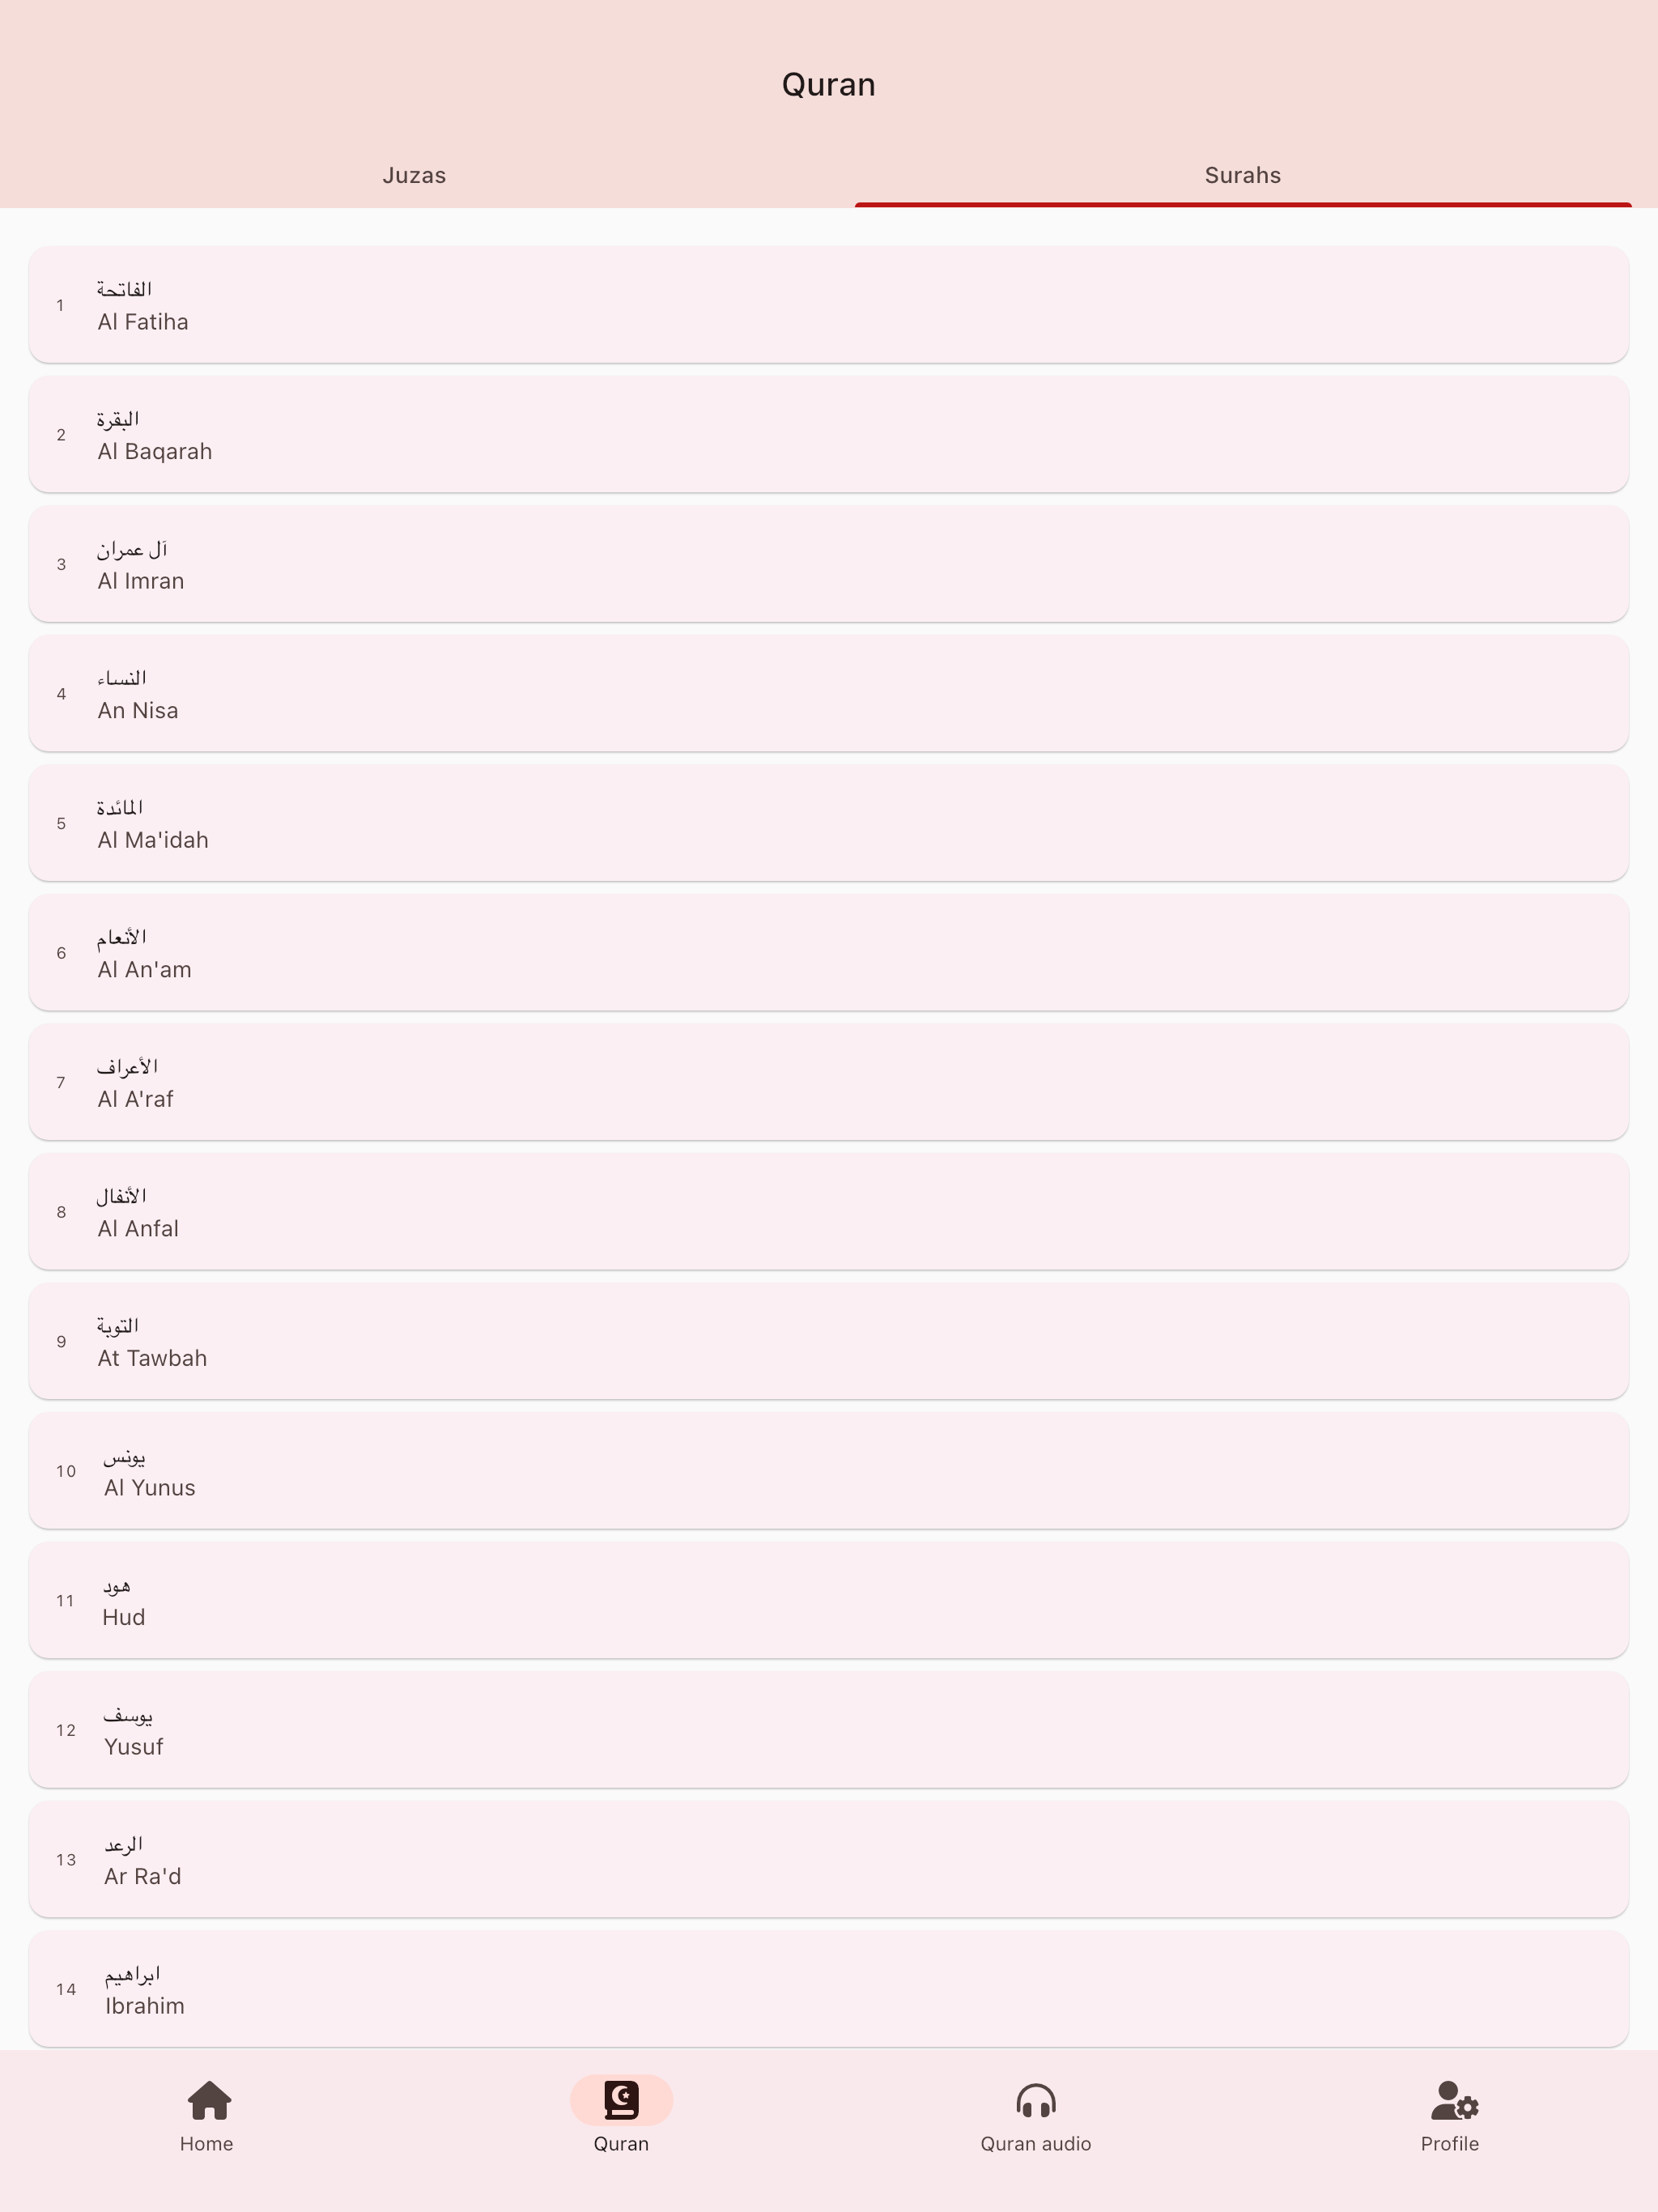 Quran
Juzas
Surahs
1
الفاتحة
Al Fatiha
2
البقرة
Al Baqarah
3
آل عمران
Al Imran
4
النساء
An Nisa
5
المائدة
Al Ma'idah
6
الأنعام
Al An'am
7
الأعراف
Al A'raf
8
الأنفال
Al Anfal
9
التوبة
At Tawbah
10
يونس
Al Yunus
11
هود
Hud
12
يوسف
Yusuf
13
الرعد
Ar Ra'd
14
ابراهيم
Ibrahim
Home
Quran
Quran audio
Profile